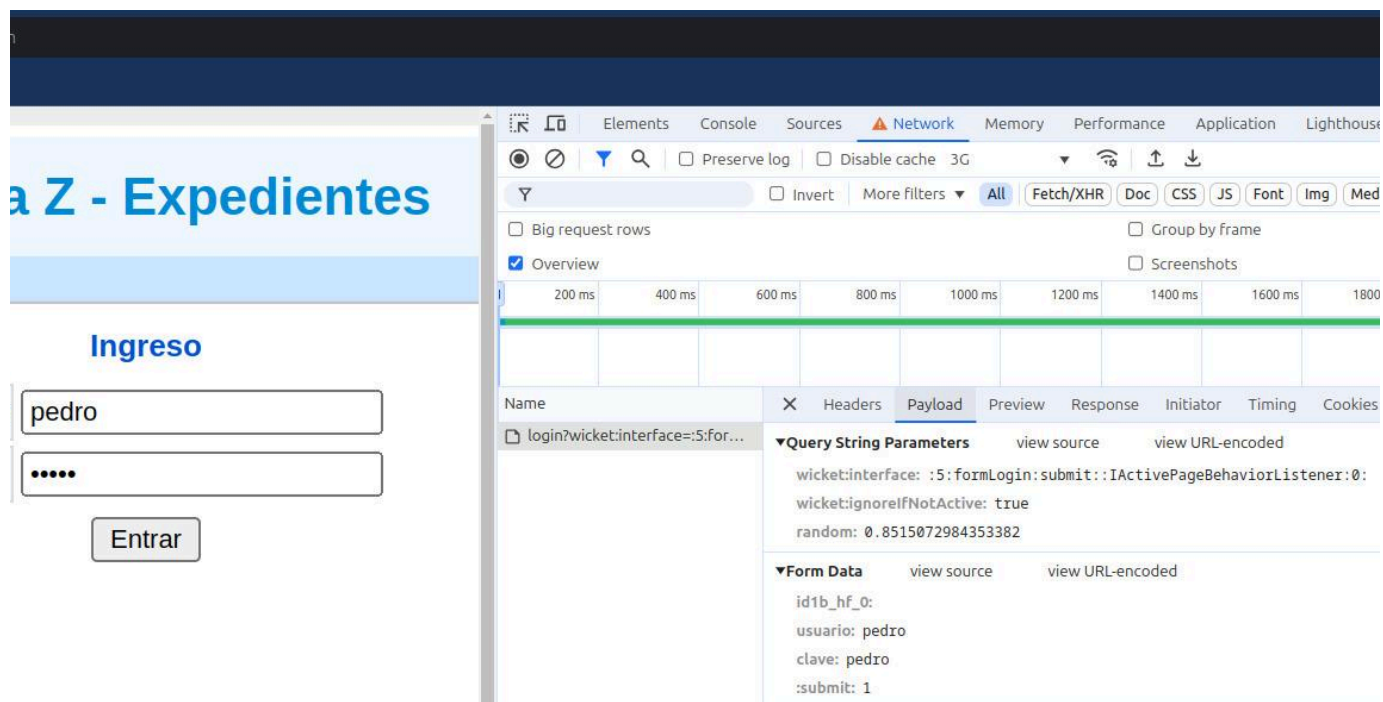 a Z - Expedientes
Ingreso
pedro
•••••
Entrar
Elements Console Sources Network Memory Performance Application Lighthouse
Preserve log Disable cache 3G
Invert More filters All Fetch/XHR Doc CSS JS Font Img Med
Big request rows Group by frame
Overview Screenshots
200 ms 400 ms 600 ms 800 ms 1000 ms 1200 ms 1400 ms 1600 ms 1800
Name Headers Payload Preview Response Initiator Timing Cookies
login?wicket:interface=:5:for...
Query String Parameters view source view URL-encoded
wicket:interface: :5:formLogin:submit::IActivePageBehaviorListener:0:
wicket:ignoreIfNotActive: true
random: 0.8515072984353382
Form Data view source view URL-encoded
id1b_hf_0:
usuario: pedro
clave: pedro
:submit: 1